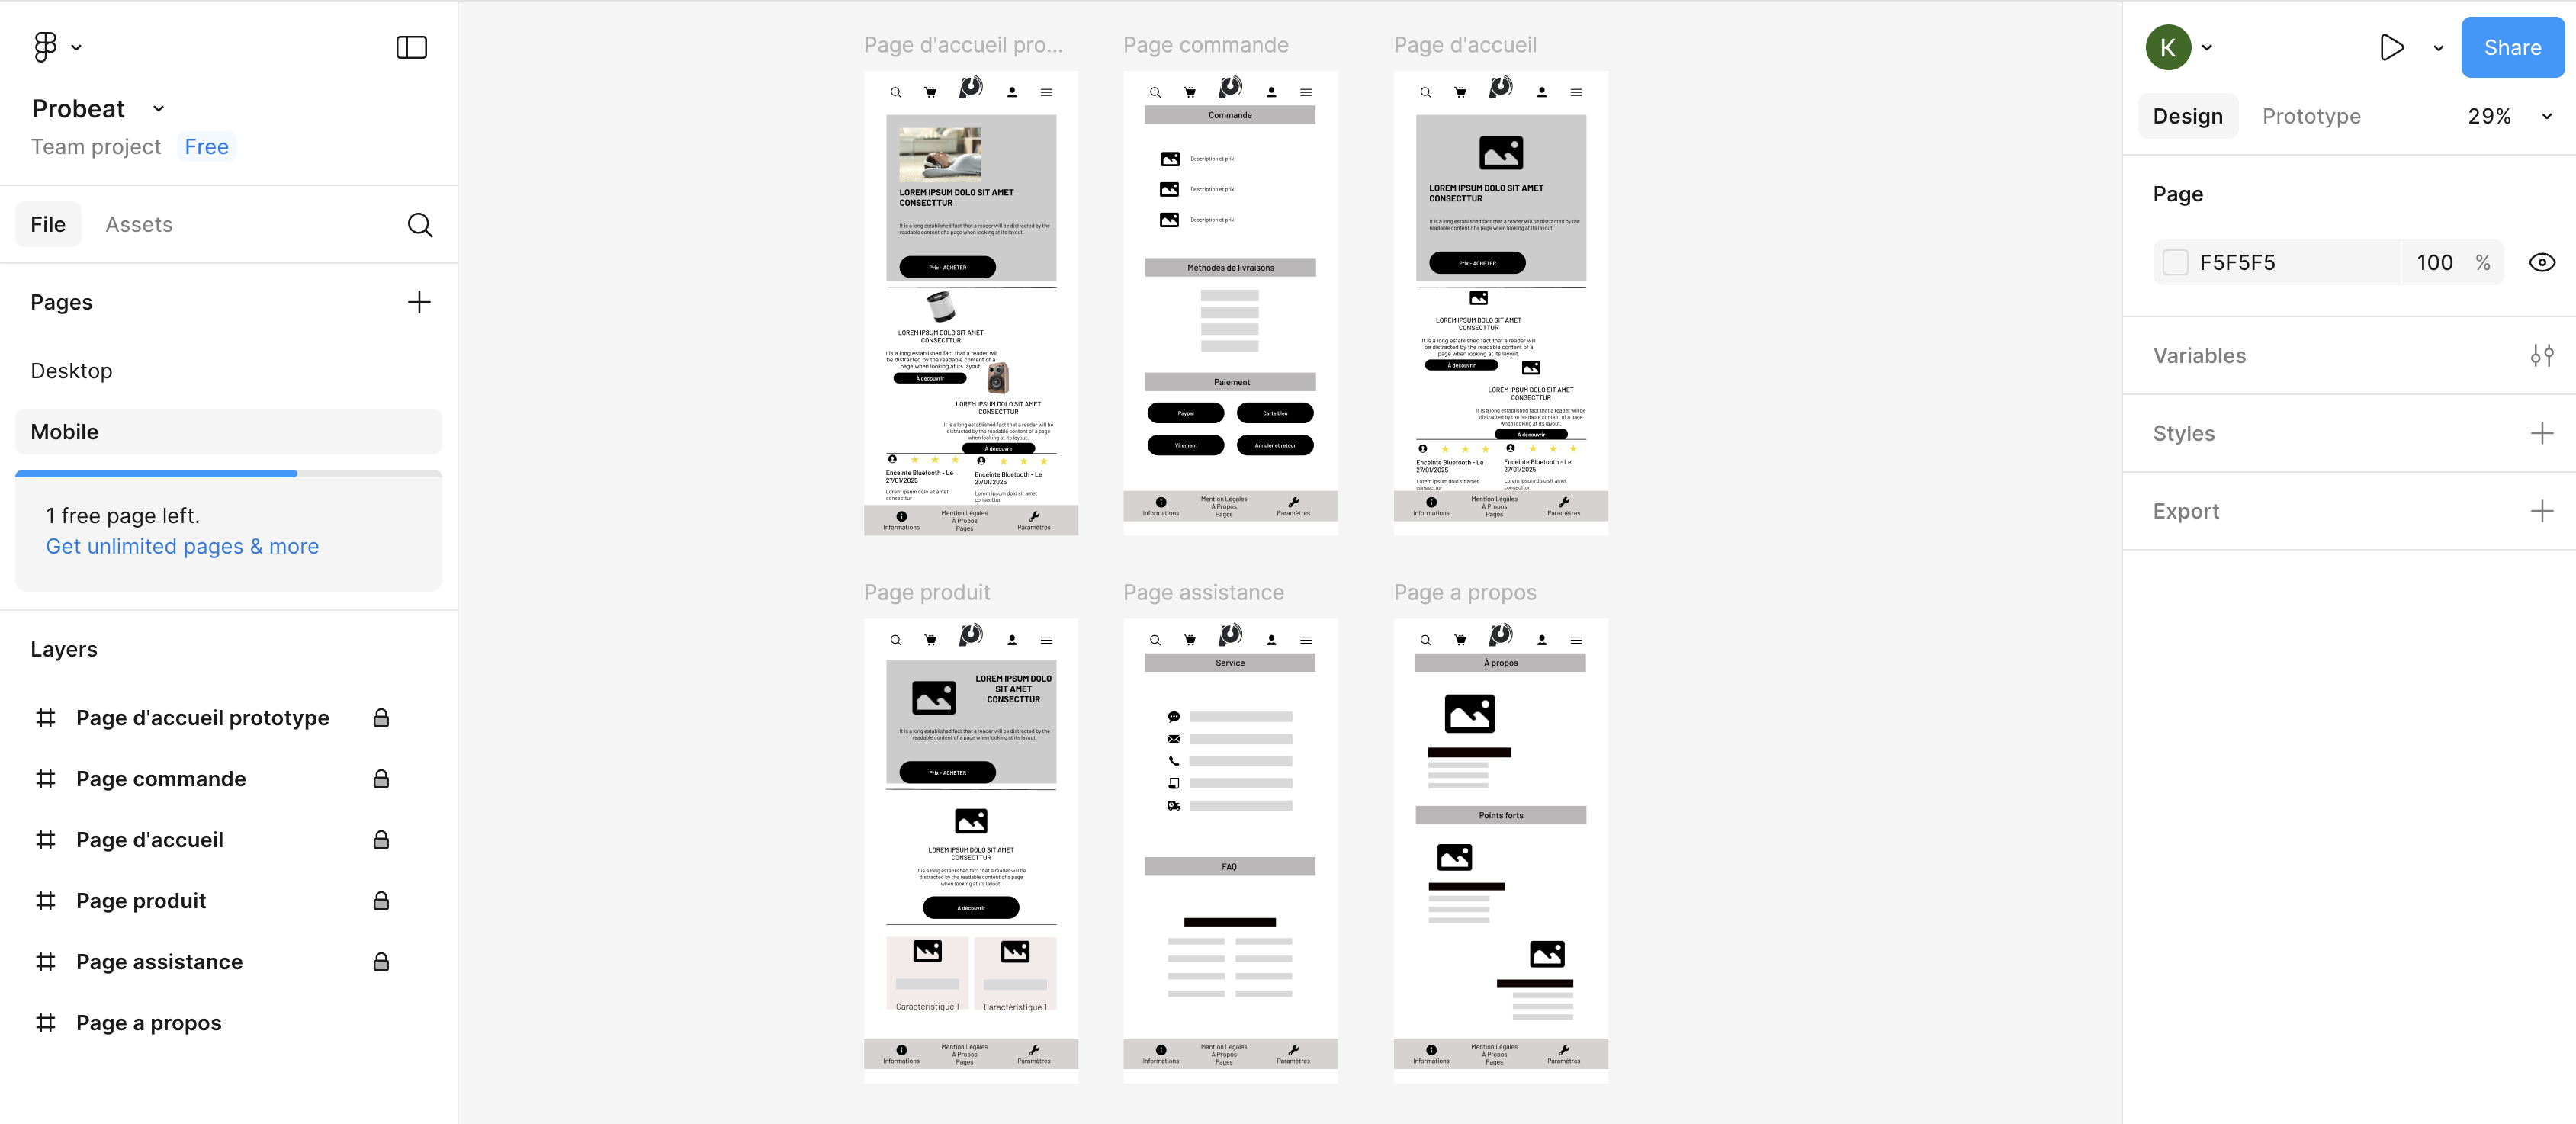 Probeat
Team project Free
File Assets
Pages
Desktop
Mobile
1 free page left.
Get unlimited pages & more
Layers
Page d'accueil prototype
Page commande
Page d'accueil
Page produit
Page assistance
Page a propos
Page d'accueil pro...
LOREM IPSUM DOLO SIT AMET
CONSECTTUR
It is a long established fact that a reader will be distracted by the
readable content of a page when looking at its layout.
Prix - ACHETER
LOREM IPSUM DOLO SIT AMET
CONSECTTUR
It is a long established fact that a reader will
be distracted by the readable content of a
page when looking at its layout.
À découvrir
LOREM IPSUM DOLO SIT AMET
CONSECTTUR
It is a long established fact that a reader will be
distracted by the readable content of a page
when looking at its layout.
À découvrir
Enceinte Bluetooth - Le
27/01/2025
Lorem ipsum dolo sit amet
consecttur
Enceinte Bluetooth - Le
27/01/2025
Lorem ipsum dolo sit amet
consecttur
Informations
Mention Légales
À Propos
Pages
Paramètres
Page commande
Commande
Description et prix
Description et prix
Description et prix
Méthodes de livraisons
Paiement
Paypal
Carte bleu
Virement
Annuler et retour
Informations
Mention Légales
À Propos
Pages
Paramètres
Page d'accueil
LOREM IPSUM DOLO SIT AMET
CONSECTTUR
It is a long established fact that a reader will be distracted by the
readable content of a page when looking at its layout.
Prix - ACHETER
LOREM IPSUM DOLO SIT AMET
CONSECTTUR
It is a long established fact that a reader will
be distracted by the readable content of a
page when looking at its layout.
À découvrir
LOREM IPSUM DOLO SIT AMET
CONSECTTUR
It is a long established fact that a reader will be
distracted by the readable content of a page
when looking at its layout.
À découvrir
Enceinte Bluetooth - Le
27/01/2025
Lorem ipsum dolo sit amet
consecttur
Enceinte Bluetooth - Le
27/01/2025
Lorem ipsum dolo sit amet
consecttur
Informations
Mention Légales
À Propos
Pages
Paramètres
Page produit
LOREM IPSUM DOLO
SIT AMET
CONSECTTUR
It is a long established fact that a reader will be distracted by the
readable content of a page when looking at its layout.
Prix - ACHETER
LOREM IPSUM DOLO SIT AMET
CONSECTTUR
It is a long established fact that a reader will be
distracted by the readable content of a page
when looking at its layout.
À découvrir
Caractéristique 1
Caractéristique 1
Informations
Mention Légales
À Propos
Pages
Paramètres
Page assistance
Service
FAQ
Informations
Mention Légales
À Propos
Pages
Paramètres
Page a propos
À propos
Points forts
Informations
Mention Légales
À Propos
Pages
Paramètres
K
Share
Design Prototype 29%
Page
F5F5F5 100 %
Variables
Styles
Export